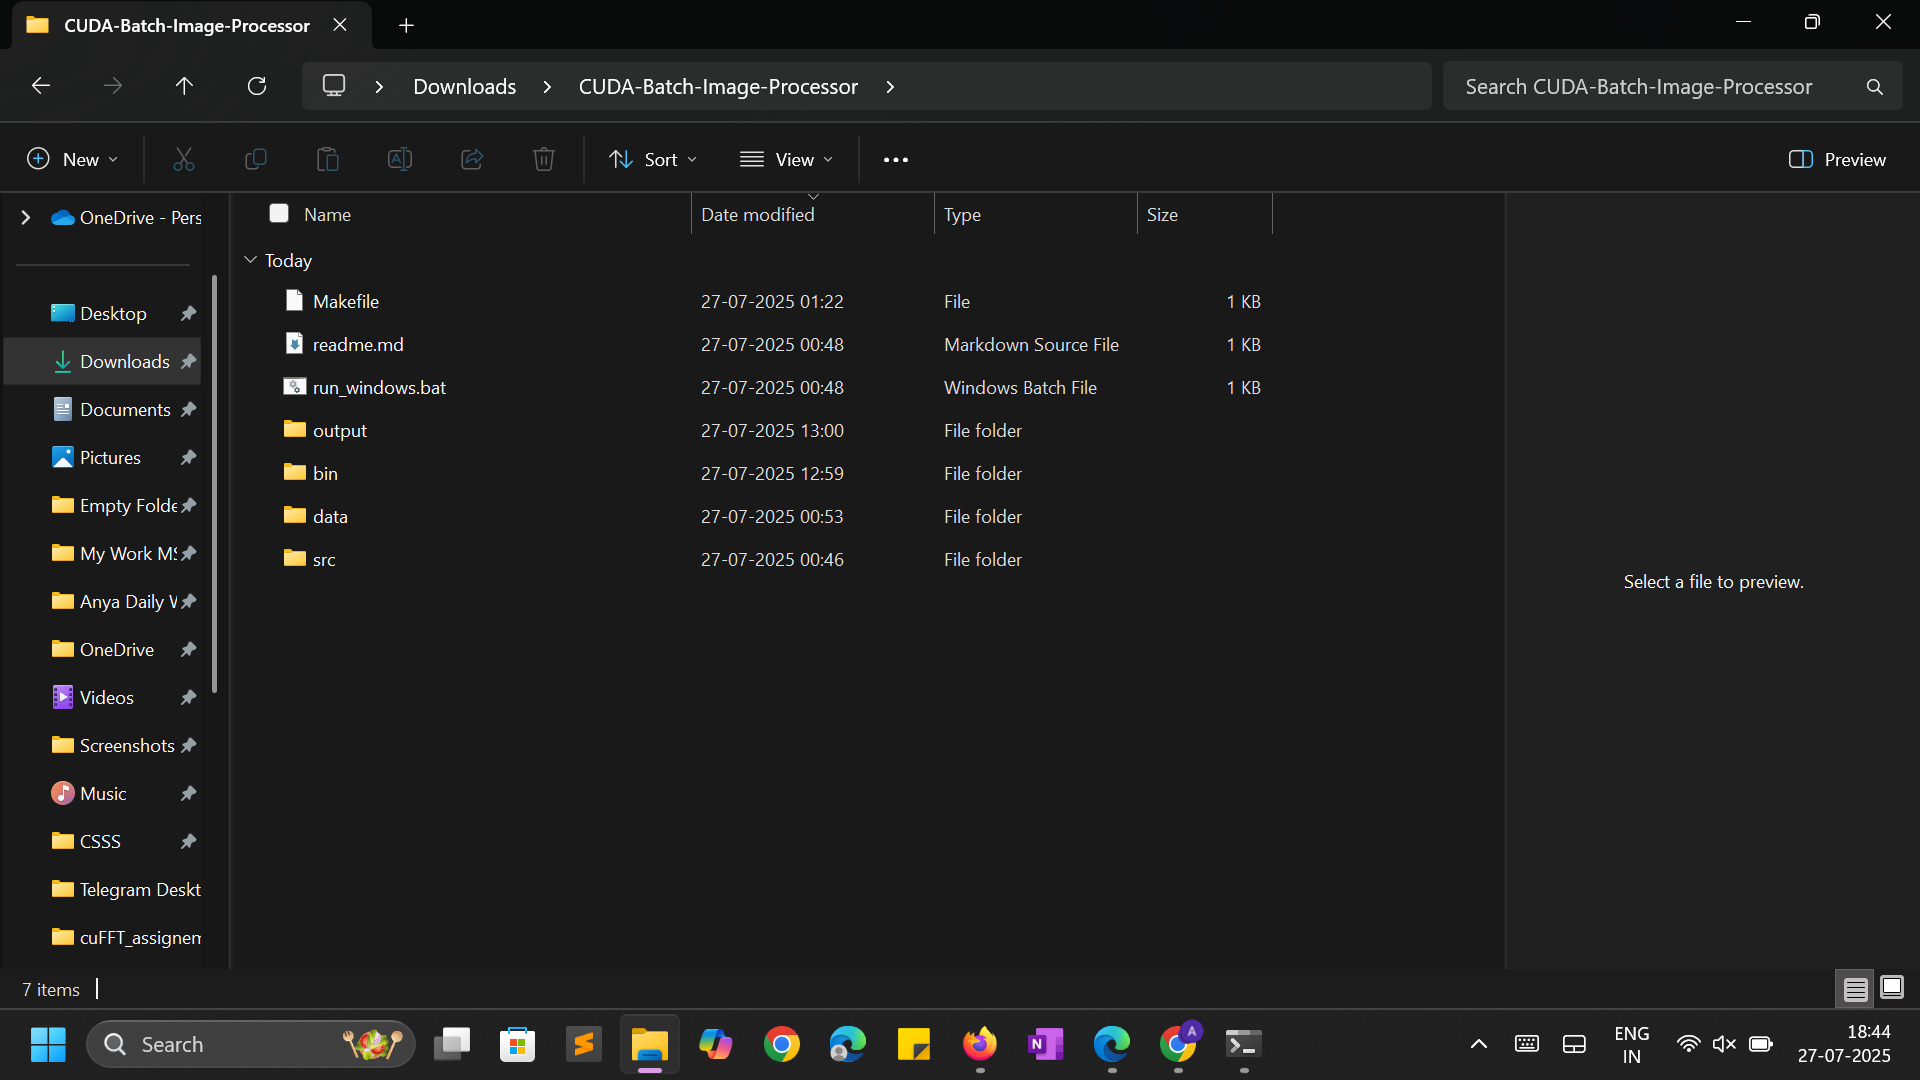 CUDA-Batch-Image-Processor
Downloads > CUDA-Batch-Image-Processor >
Search CUDA-Batch-Image-Processor
New
Sort
View
Preview
OneDrive - Pers
Desktop
Downloads
Documents
Pictures
Empty Folde
My Work MS
Anya Daily W
OneDrive
Videos
Screenshots
Music
CSSS
Telegram Deskt
cuFFT_assignem
Name Date modified Type Size
Today
Makefile 27-07-2025 01:22 File 1 KB
readme.md 27-07-2025 00:48 Markdown Source File 1 KB
run_windows.bat 27-07-2025 00:48 Windows Batch File 1 KB
output 27-07-2025 13:00 File folder
bin 27-07-2025 12:59 File folder
data 27-07-2025 00:53 File folder
src 27-07-2025 00:46 File folder
Select a file to preview.
7 items
Search
A
N
ENG
IN
18:44
27-07-2025